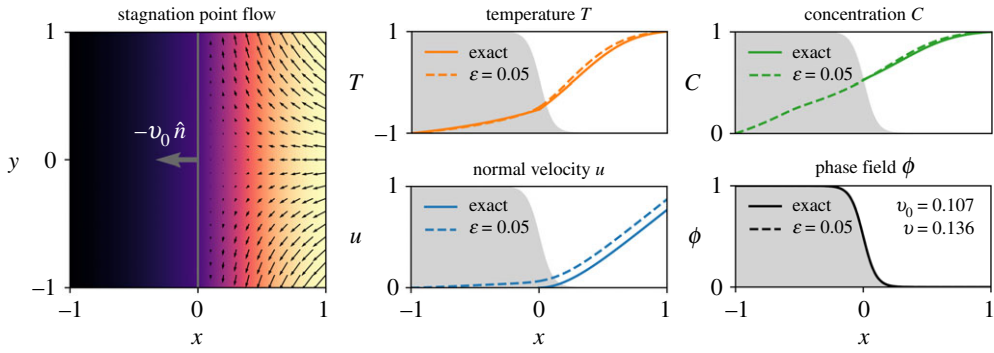 stagnation point flow
1
y
0
−1
−υ0 n̂
−1
0
1
x
temperature T
1
T
−1
exact
ε = 0.05
concentration C
1
C
0
exact
ε = 0.05
normal velocity u
1
u
0
exact
ε = 0.05
−1
0
1
x
phase field ϕ
1
ϕ
0
exact
ε = 0.05
υ0 = 0.107
υ = 0.136
−1
0
1
x